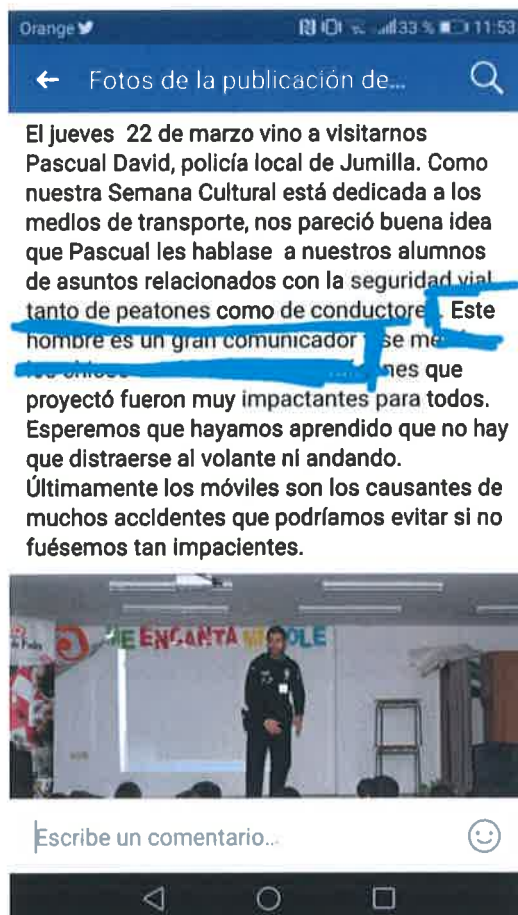 Orange
33 % 11:53
Fotos de la publicación de...
El jueves 22 de marzo vino a visitarnos
Pascual David, policía local de Jumilla. Como
nuestra Semana Cultural está dedicada a los
medios de transporte, nos pareció buena idea
que Pascual les hablase a nuestros alumnos
de asuntos relacionados con la seguridad vial
tanto de peatones como de conductores. Este
hombre es un gran comunicador se
que
proyectó fueron muy impactantes para todos.
Esperemos que hayamos aprendido que no hay
que distraerse al volante ni andando.
Últimamente los móviles son los causantes de
muchos accidentes que podríamos evitar si no
fuésemos tan impacientes.
ME ENCANTA MI COLE
Escribe un comentario...